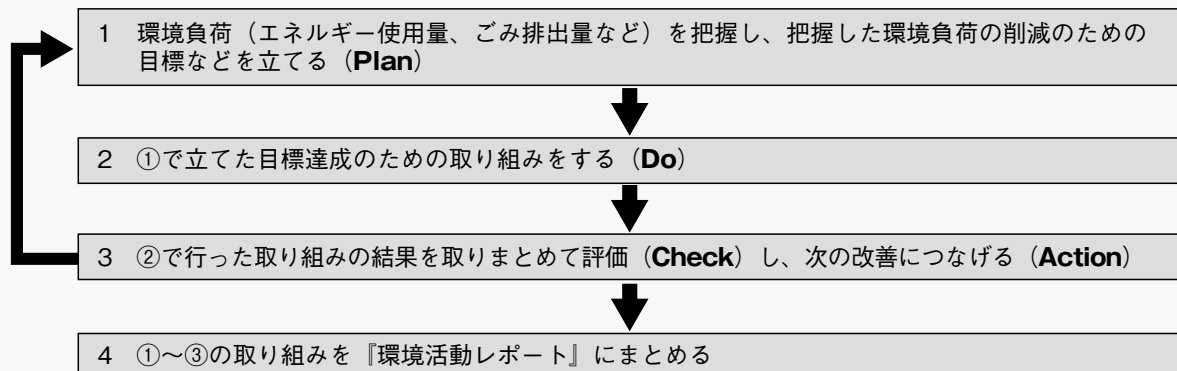 1 環境負荷（エネルギー使用量、ごみ排出量など）を把握し、把握した環境負荷の削減のための
目標などを立てる（Plan）
2 ①で立てた目標達成のための取り組みをする（Do）
3 ②で行った取り組みの結果を取りまとめて評価（Check）し、次の改善につなげる（Action）
4 ①～③の取り組みを『環境活動レポート』にまとめる